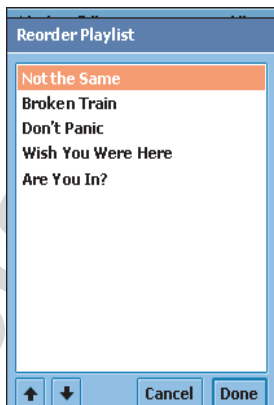 Reorder Playlist
Not the Same
Broken Train
Don't Panic
Wish You Were Here
Are You In?
Cancel Done